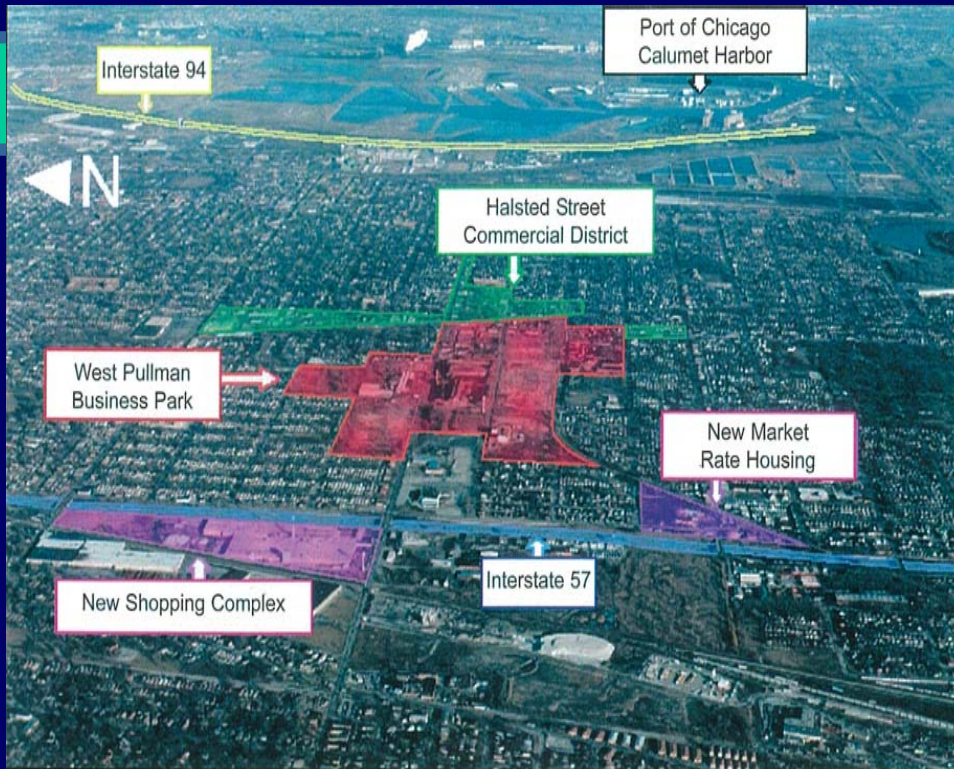 Port of Chicago
Calumet Harbor
Interstate 94
N
Halsted Street
Commercial District
West Pullman
Business Park
New Market
Rate Housing
Interstate 57
New Shopping Complex